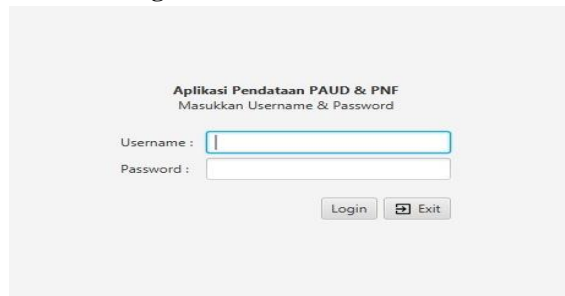 Aplikasi Pendataan PAUD & PNF
Masukkan Username & Password
Username :
Password :
Login Exit